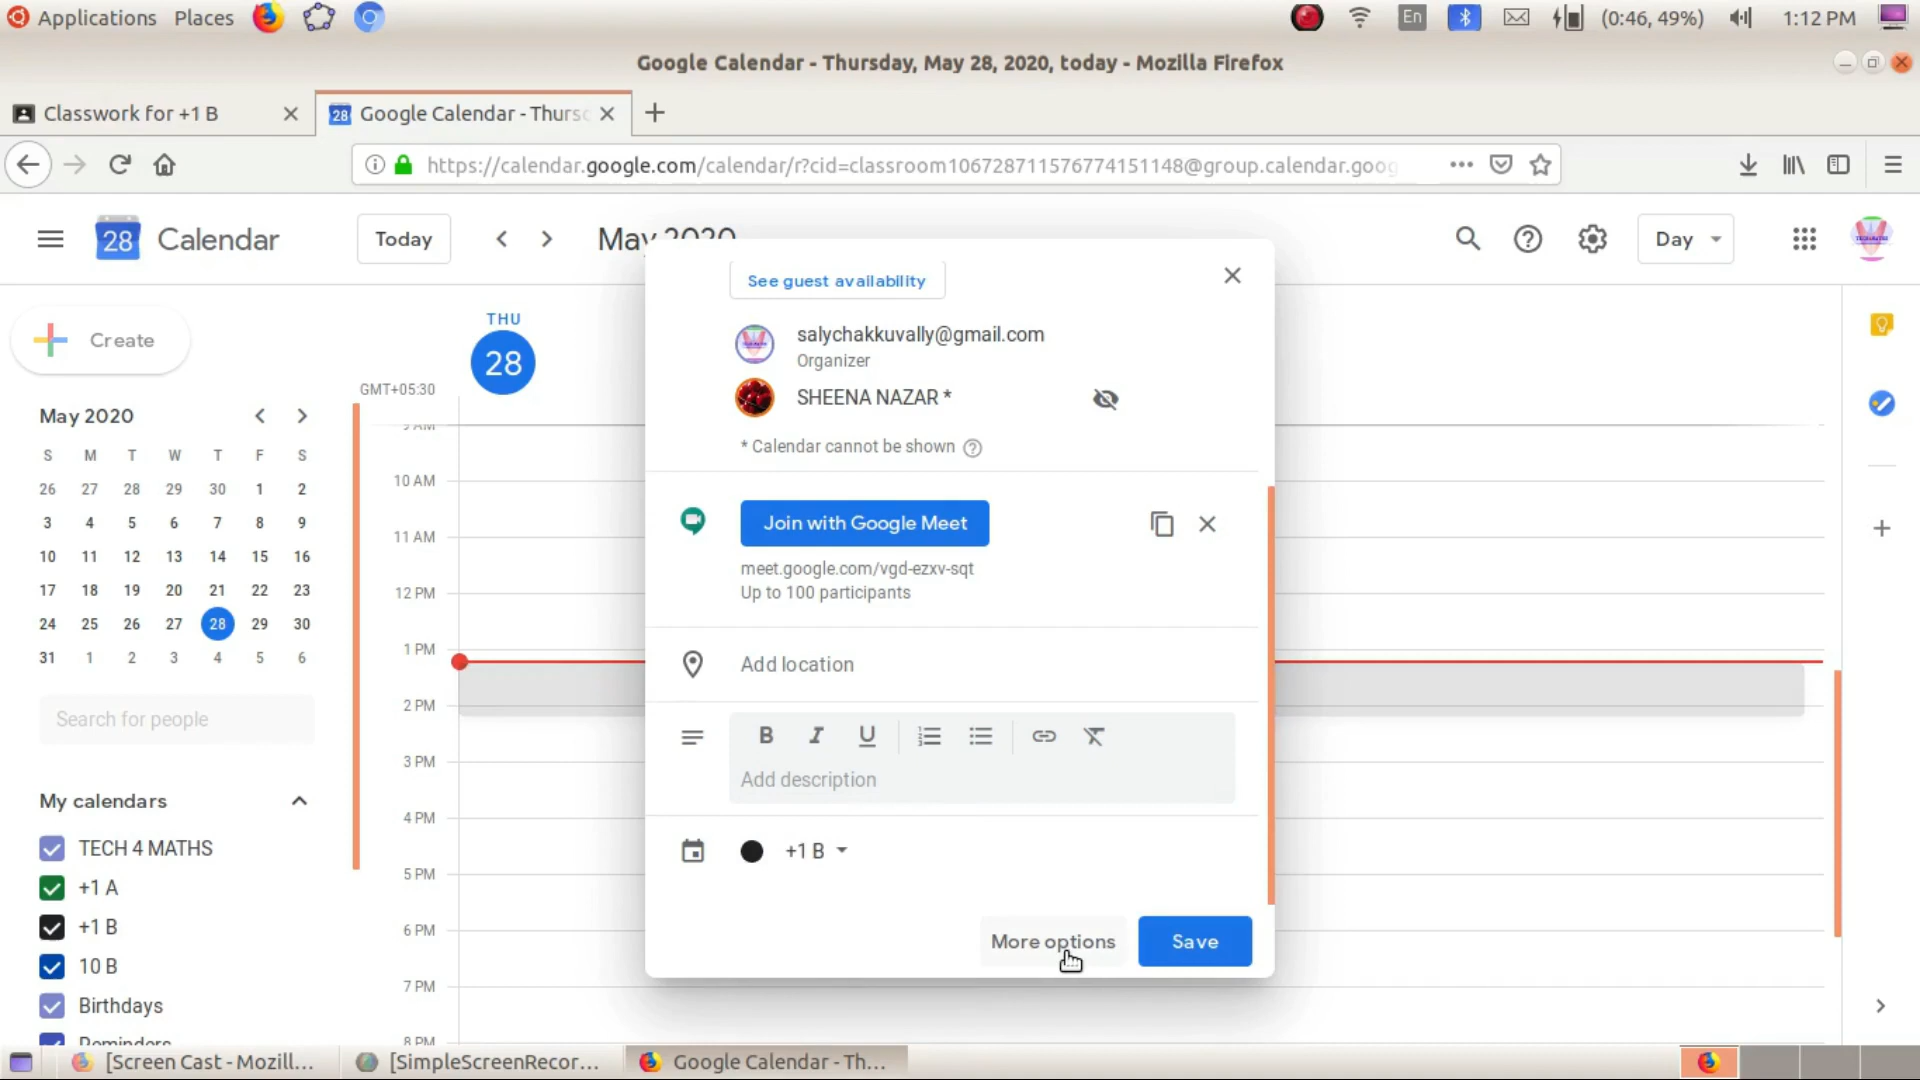 Applications Places
En (0:46, 49%) 1:12 PM
Google Calendar - Thursday, May 28, 2020, today - Mozilla Firefox
Classwork for +1 B
28 Google Calendar - Thurs
https://calendar.google.com/calendar/r?cid=classroom106728711576774151148@group.calendar.goog
28 Calendar
Today
May 2020
Day
Create
THU
28
GMT+05:30
May 2020
S M T W T F S
26 27 28 29 30 1 2
3 4 5 6 7 8 9
10 11 12 13 14 15 16
17 18 19 20 21 22 23
24 25 26 27 28 29 30
31 1 2 3 4 5 6
Search for people
My calendars
TECH 4 MATHS
+1 A
+1 B
10 B
Birthdays
Reminders
9 AM
10 AM
11 AM
12 PM
1 PM
2 PM
3 PM
4 PM
5 PM
6 PM
7 PM
8 PM
See guest availability
salychakkuvally@gmail.com
Organizer
SHEENA NAZAR *
* Calendar cannot be shown
Join with Google Meet
meet.google.com/vgd-ezxv-sqt
Up to 100 participants
Add location
B I U
Add description
+1 B
More options
Save
[Screen Cast - Mozill...
[SimpleScreenRecor...
Google Calendar - Th...